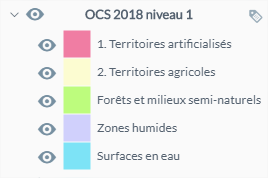 OCS 2018 niveau 1
1. Territoires artificialisés
2. Territoires agricoles
Forêts et milieux semi-naturels
Zones humides
Surfaces en eau